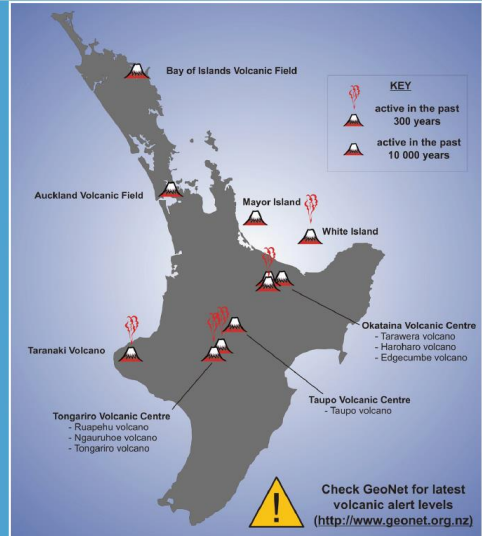 Bay of Islands Volcanic Field
KEY
active in the past
300 years
active in the past
10 000 years
Auckland Volcanic Field
Mayor Island
White Island
Okataina Volcanic Centre
- Tarawera volcano
- Haroharo volcano
- Edgecumbe volcano
Taranaki Volcano
Taupo Volcanic Centre
- Taupo volcano
Tongariro Volcanic Centre
- Ruapehu volcano
- Ngauruhoe volcano
- Tongariro volcano
!
Check GeoNet for latest
volcanic alert levels
(http://www.geonet.org.nz)